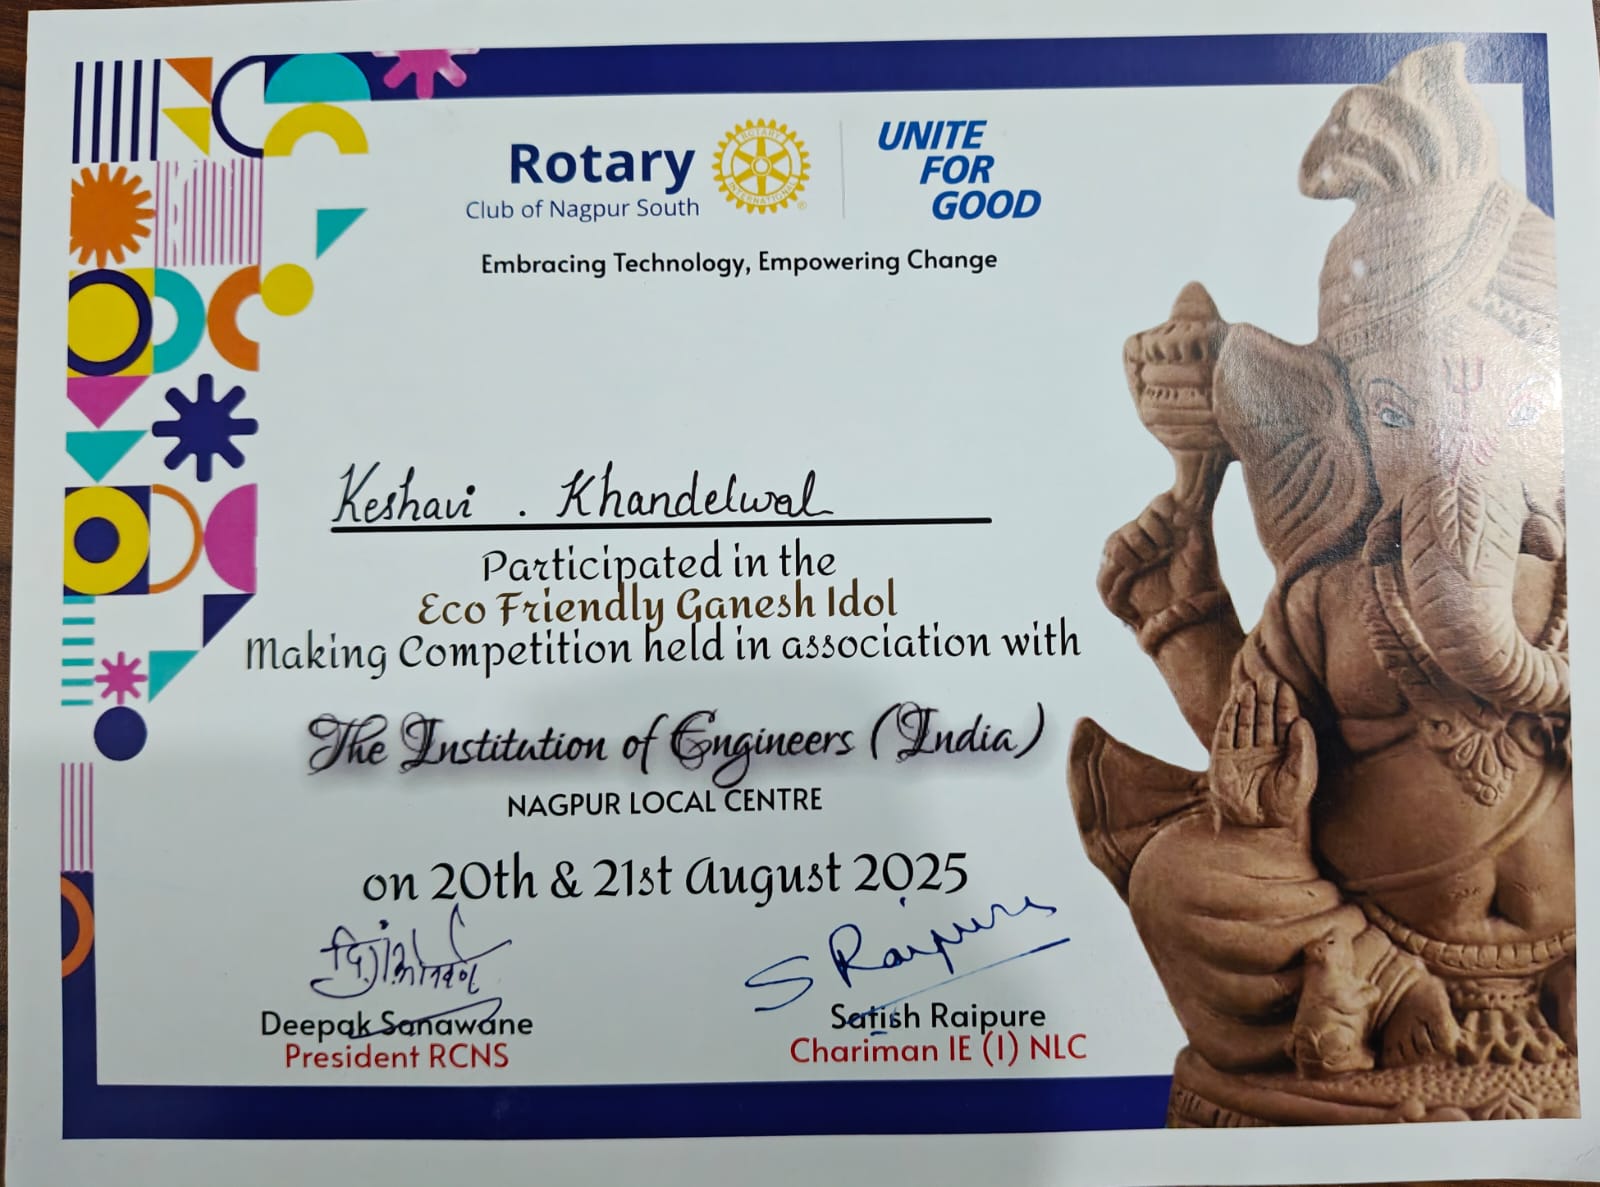 Rotary
Club of Nagpur South
ROTARY
INTERNATIONAL
UNITE
FOR
GOOD
Embracing Technology, Empowering Change
Keshavi . Khandelwal
Participated in the
Eco Friendly Ganesh Idol
Making Competition held in association with
The Institution of Engineers (India)
NAGPUR LOCAL CENTRE
on 20th & 21st August 2025
S Raipure
Deepak Sanawane
President RCNS
Satish Raipure
Chariman IE (I) NLC